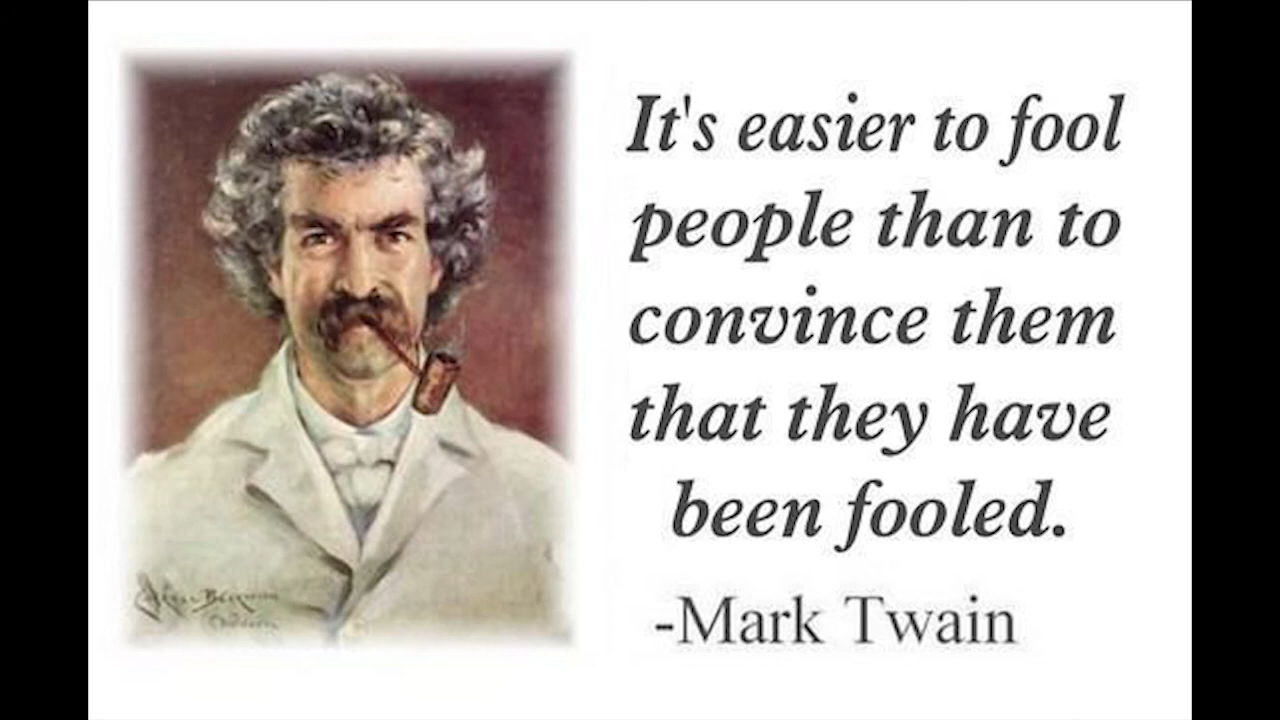 It's easier to fool
people than to
convince them
that they have
been fooled.
-Mark Twain